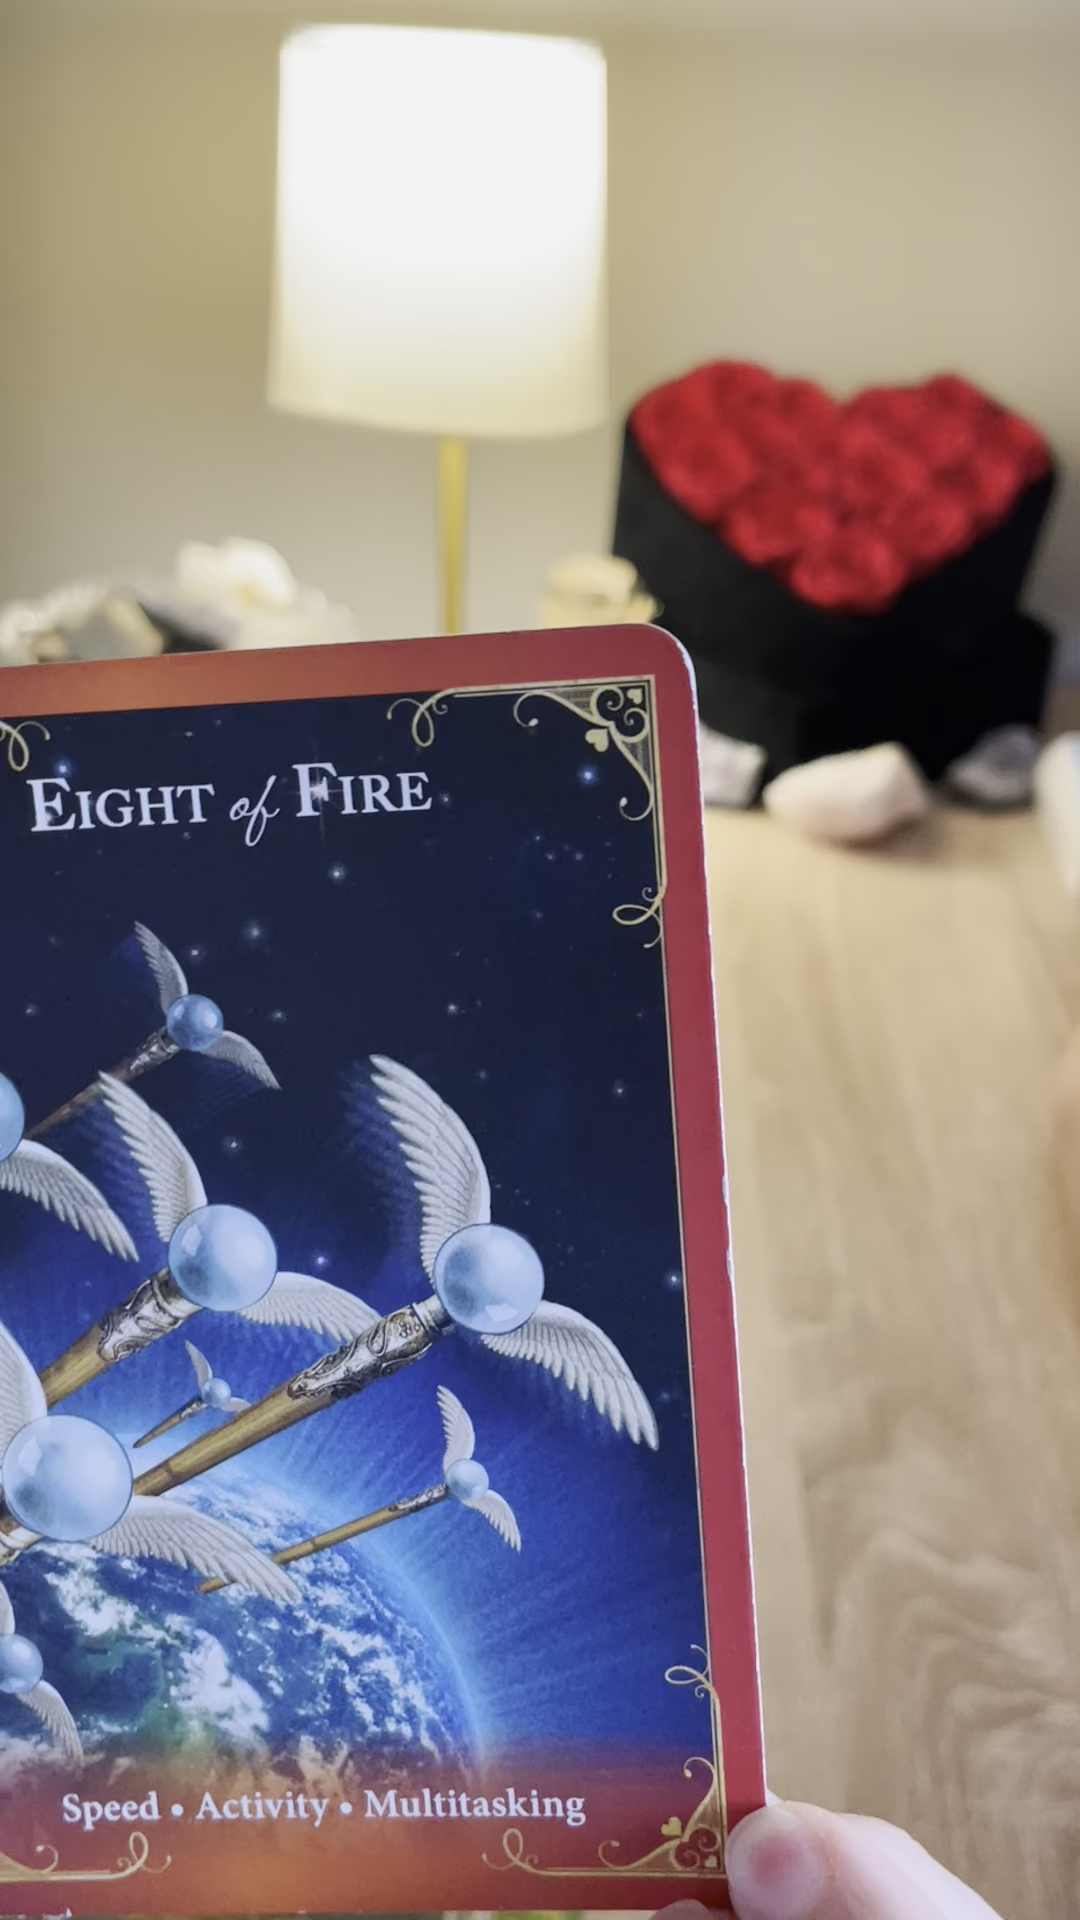 EIGHT of FIRE
Speed • Activity • Multitasking